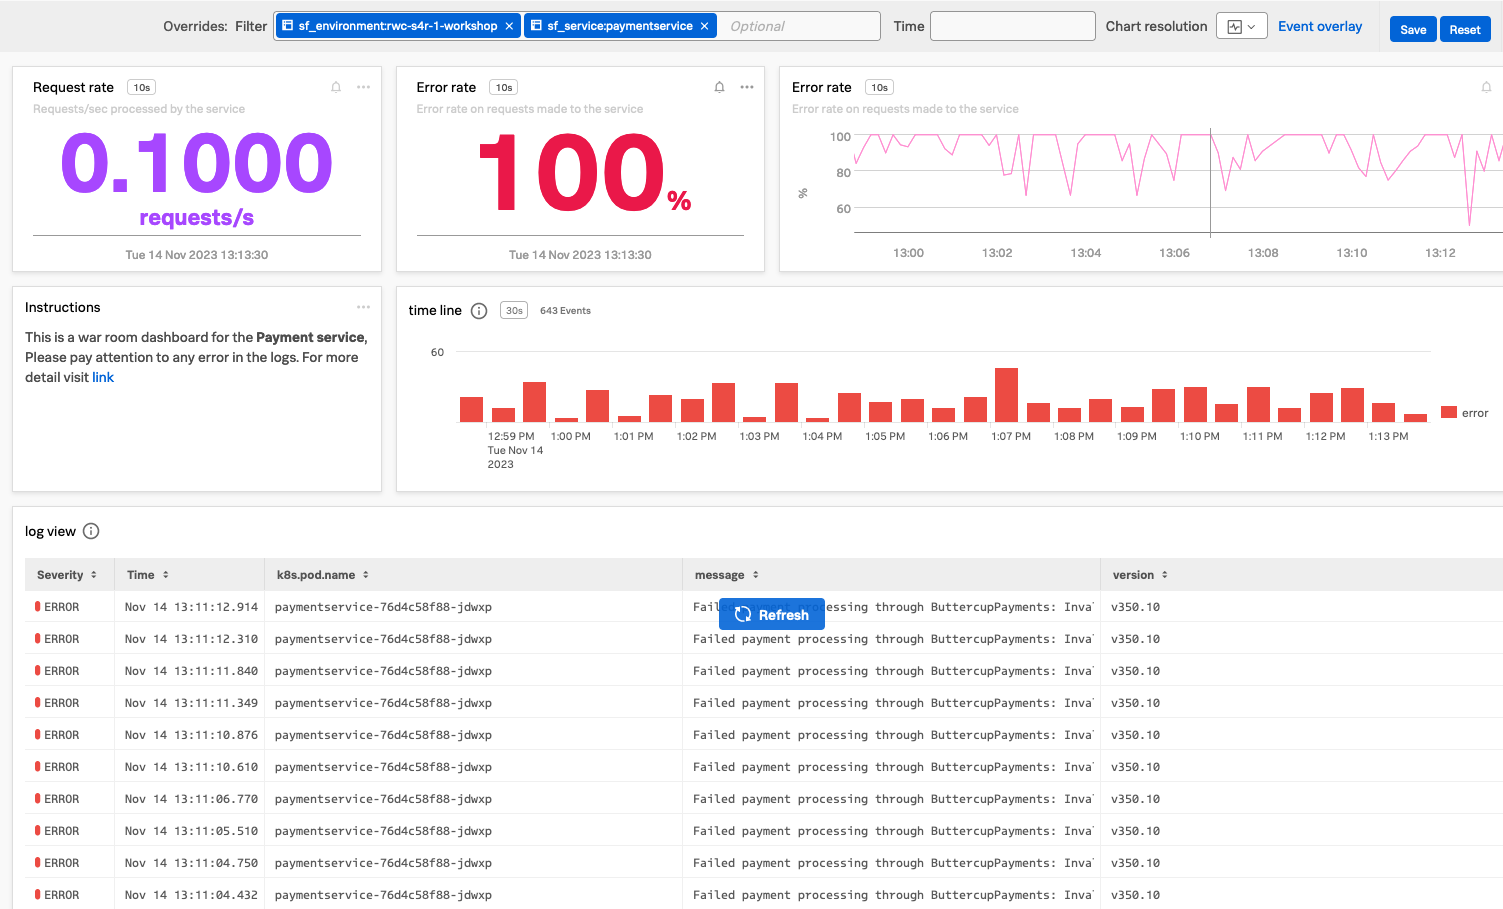 Overrides: Filter sf_environment:rwc-s4r-1-workshop × sf_service:paymentservice × Optional Time Chart resolution Event overlay Save Reset
Request rate 10s
Requests/sec processed by the service
0.1000
requests/s
Tue 14 Nov 2023 13:13:30
Error rate 10s
Error rate on requests made to the service
100%
Tue 14 Nov 2023 13:13:30
Error rate 10s
Error rate on requests made to the service
100
80
60
%
13:00 13:02 13:04 13:06 13:08 13:10 13:12
Instructions
This is a war room dashboard for the Payment service,
Please pay attention to any error in the logs. For more
detail visit link
time line 30s 643 Events
60
12:59 PM 1:00 PM 1:01 PM 1:02 PM 1:03 PM 1:04 PM 1:05 PM 1:06 PM 1:07 PM 1:08 PM 1:09 PM 1:10 PM 1:11 PM 1:12 PM 1:13 PM
Tue Nov 14
2023
error
log view
Severity Time k8s.pod.name message version
ERROR Nov 14 13:11:12.914 paymentservice-76d4c58f88-jdwxp Failed payment processing through ButtercupPayments: Inva v350.10
Refresh
ERROR Nov 14 13:11:12.310 paymentservice-76d4c58f88-jdwxp Failed payment processing through ButtercupPayments: Inva v350.10
ERROR Nov 14 13:11:11.840 paymentservice-76d4c58f88-jdwxp Failed payment processing through ButtercupPayments: Inva v350.10
ERROR Nov 14 13:11:11.349 paymentservice-76d4c58f88-jdwxp Failed payment processing through ButtercupPayments: Inva v350.10
ERROR Nov 14 13:11:10.876 paymentservice-76d4c58f88-jdwxp Failed payment processing through ButtercupPayments: Inva v350.10
ERROR Nov 14 13:11:10.610 paymentservice-76d4c58f88-jdwxp Failed payment processing through ButtercupPayments: Inva v350.10
ERROR Nov 14 13:11:06.770 paymentservice-76d4c58f88-jdwxp Failed payment processing through ButtercupPayments: Inva v350.10
ERROR Nov 14 13:11:05.510 paymentservice-76d4c58f88-jdwxp Failed payment processing through ButtercupPayments: Inva v350.10
ERROR Nov 14 13:11:04.750 paymentservice-76d4c58f88-jdwxp Failed payment processing through ButtercupPayments: Inva v350.10
ERROR Nov 14 13:11:04.432 paymentservice-76d4c58f88-jdwxp Failed payment processing through ButtercupPayments: Inva v350.10